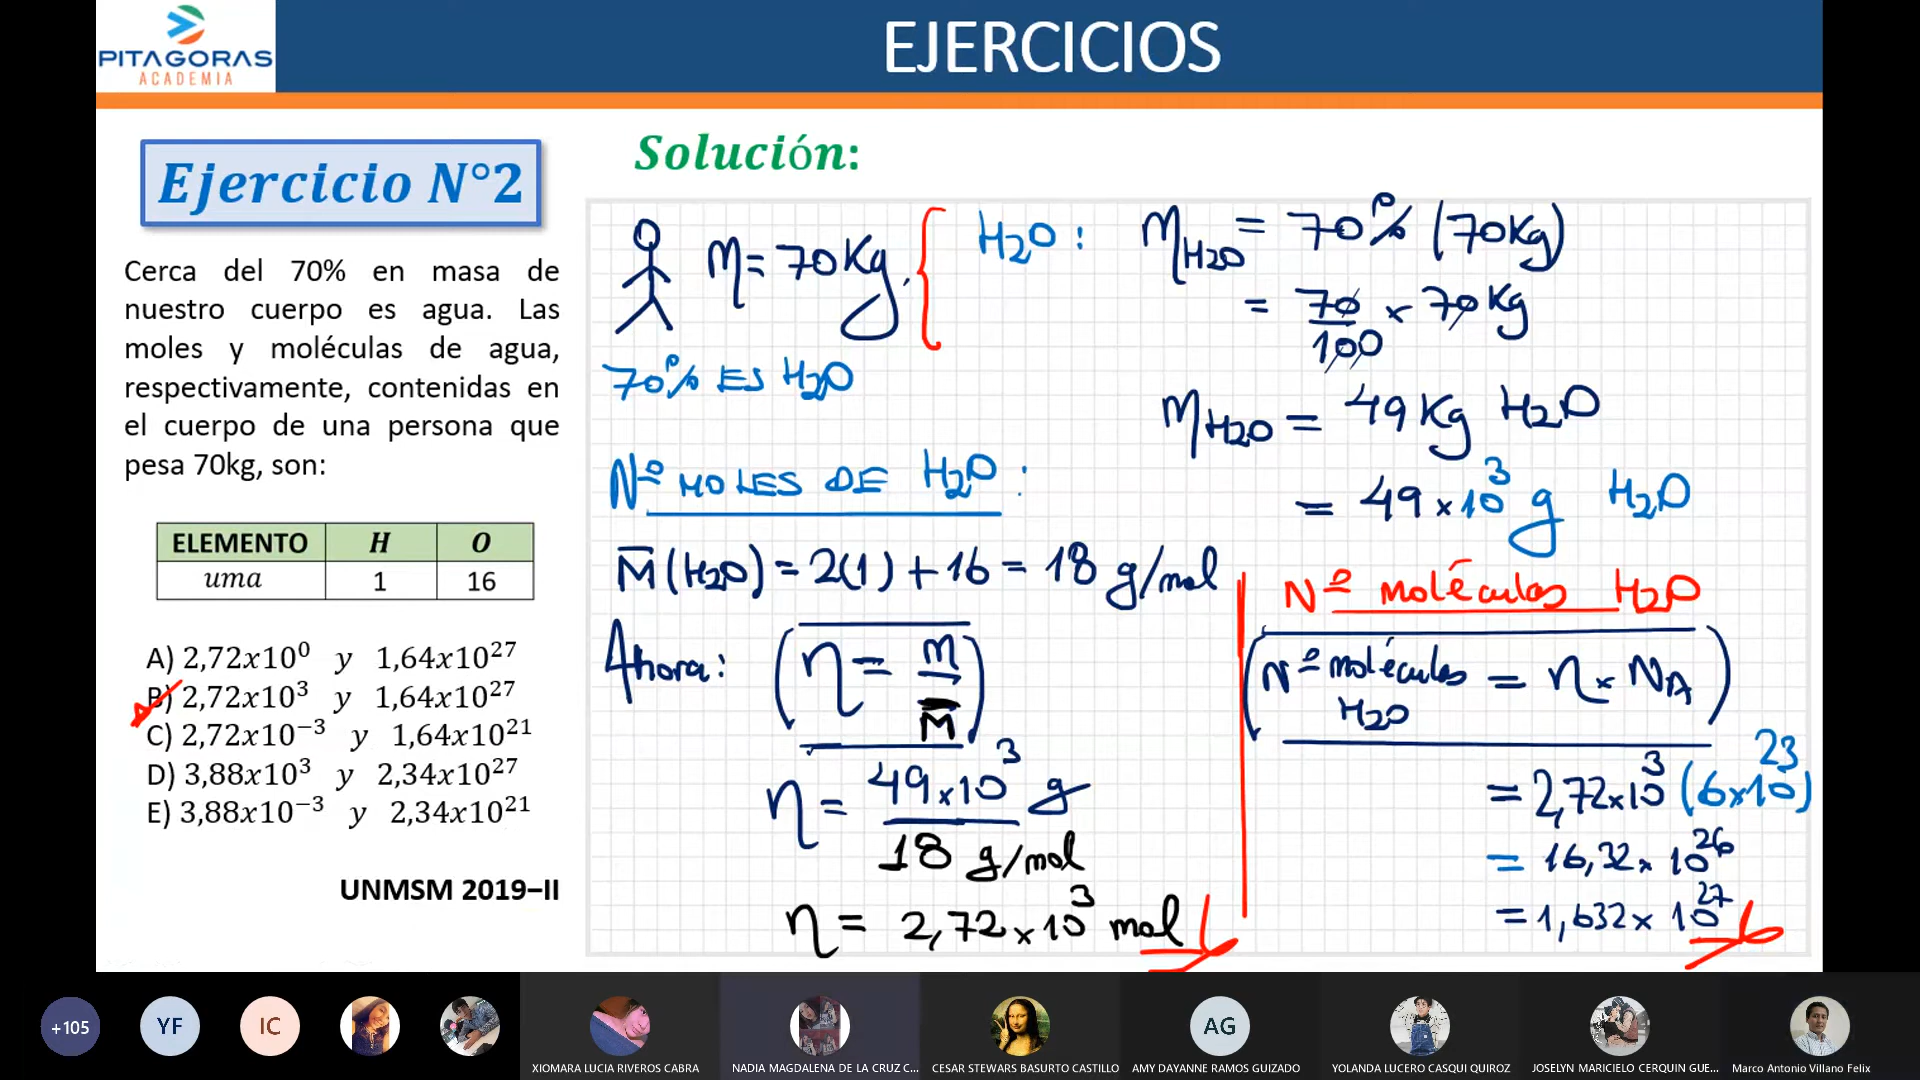 PITAGORAS
ACADEMIA
EJERCICIOS
Ejercicio N°2
Cerca del 70% en masa de
nuestro cuerpo es agua. Las
moles y moléculas de agua,
respectivamente, contenidas en
el cuerpo de una persona que
pesa 70kg, son:
ELEMENTO H O
uma 1 16
A) 2,72x10⁰ y 1,64x10²⁷
B) 2,72x10³ y 1,64x10²⁷
C) 2,72x10⁻³ y 1,64x10²¹
D) 3,88x10³ y 2,34x10²⁷
E) 3,88x10⁻³ y 2,34x10²¹
UNMSM 2019–II
Solución:
m = 70 Kg.
70% ES H₂O
H₂O :
m H₂O = 70% (70Kg)
= 70/100 × 70 Kg
m H₂O = 49 Kg H₂O
= 49 × 10³ g H₂O
Nº MOLES DE H₂O :
M̅ (H₂O) = 2(1) + 16 = 18 g/mol
Ahora: n = m/M̅
n = 49×10³ g / 18 g/mol
n = 2,72×10³ mol
Nº moléculas H₂O
Nº moléculas H₂O = n × N_A
= 2,72×10³ (6×10²³)
= 16,32 × 10²⁶
= 1,632 × 10²⁷
+105
YF
IC
AG
XIOMARA LUCIA RIVEROS CABRA
NADIA MAGDALENA DE LA CRUZ C...
CESAR STEWARS BASURTO CASTILLO
AMY DAYANNE RAMOS GUIZADO
YOLANDA LUCERO CASQUI QUIROZ
JOSELYN MARICIELO CERQUIN GUE...
Marco Antonio Villano Felix